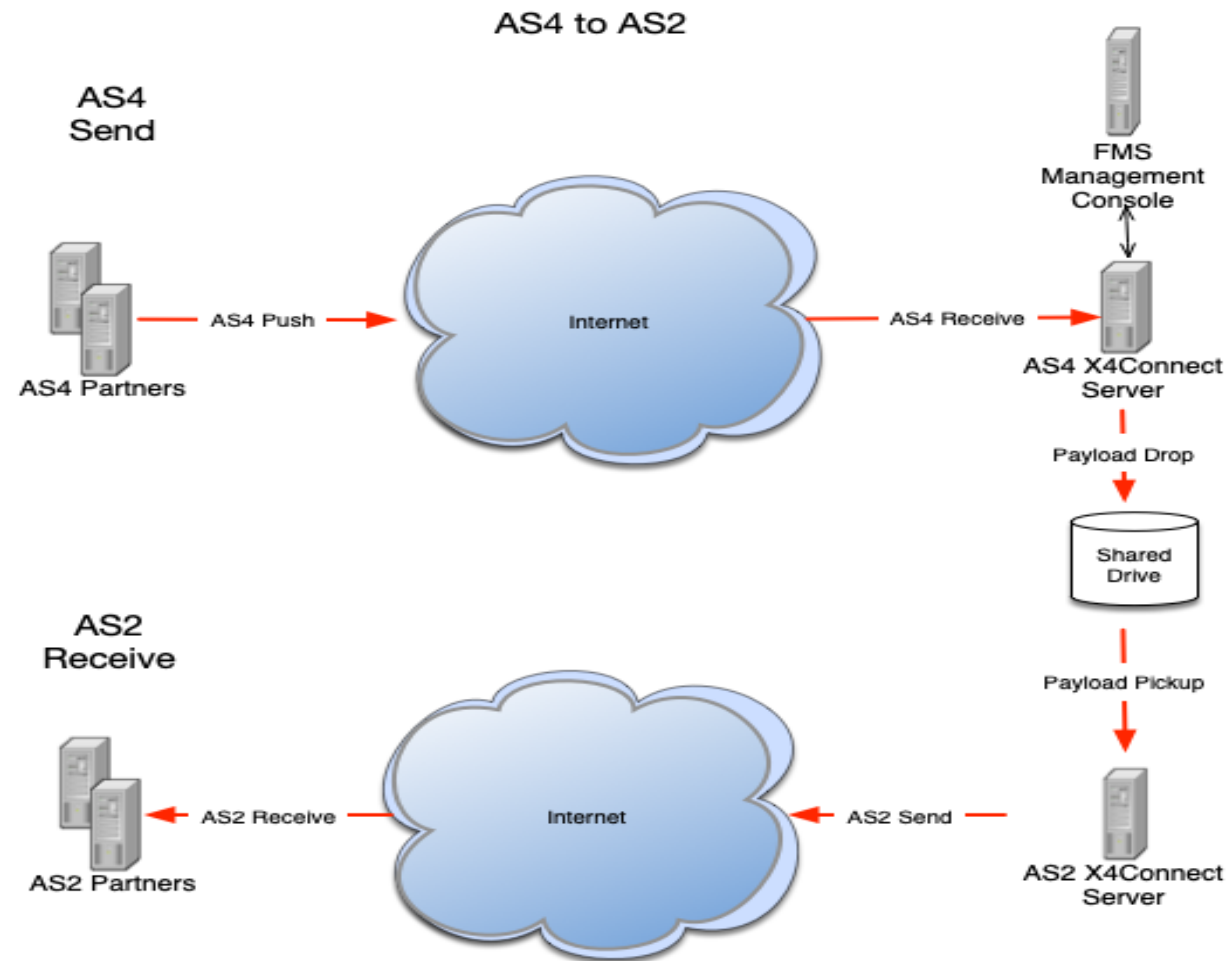 AS4 to AS2
AS4
Send
FMS
Management
Console
AS4 Push
Internet
AS4 Receive
AS4 Partners
AS4 X4Connect
Server
Payload Drop
Shared
Drive
AS2
Receive
Payload Pickup
AS2 Receive
Internet
AS2 Send
AS2 Partners
AS2 X4Connect
Server